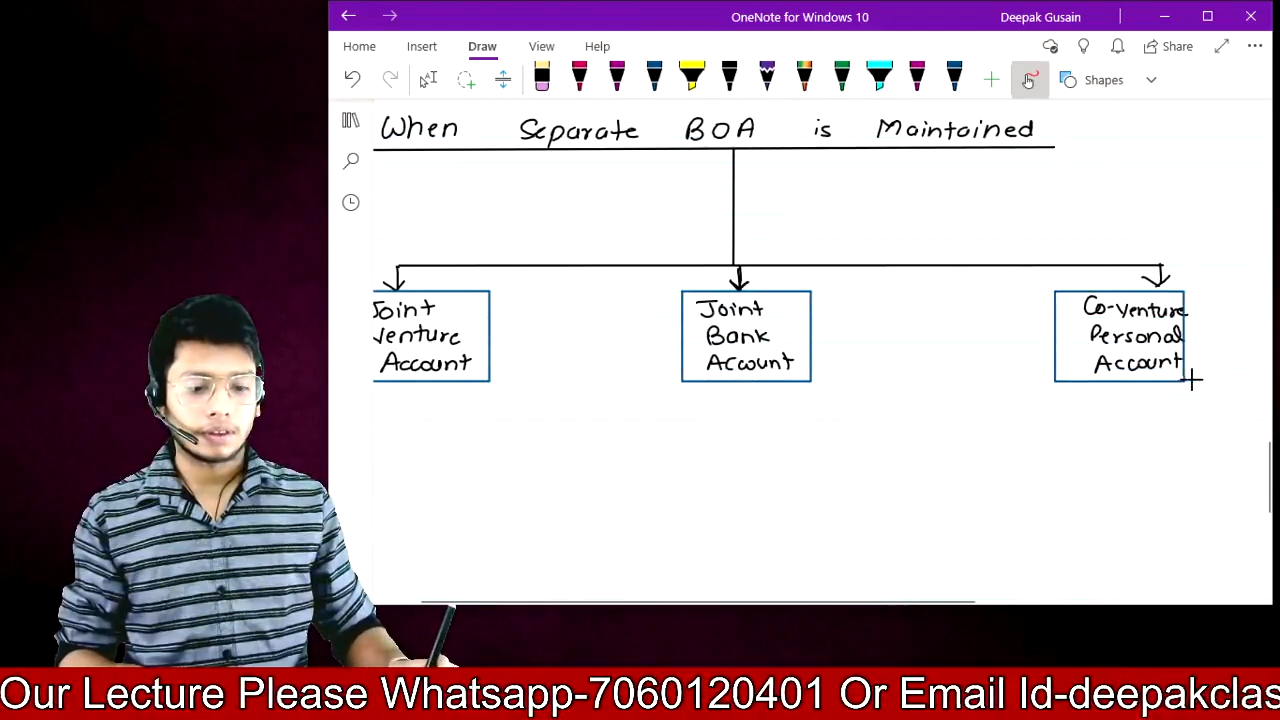 OneNote for Windows 10
Deepak Gusain
Home Insert Draw View Help
Share
Shapes
When Separate BOA is Maintained
Joint
Venture
Account
Joint
Bank
Account
Co-venture
Personal
Account
Our Lecture Please Whatsapp-7060120401 Or Email Id-deepakclas